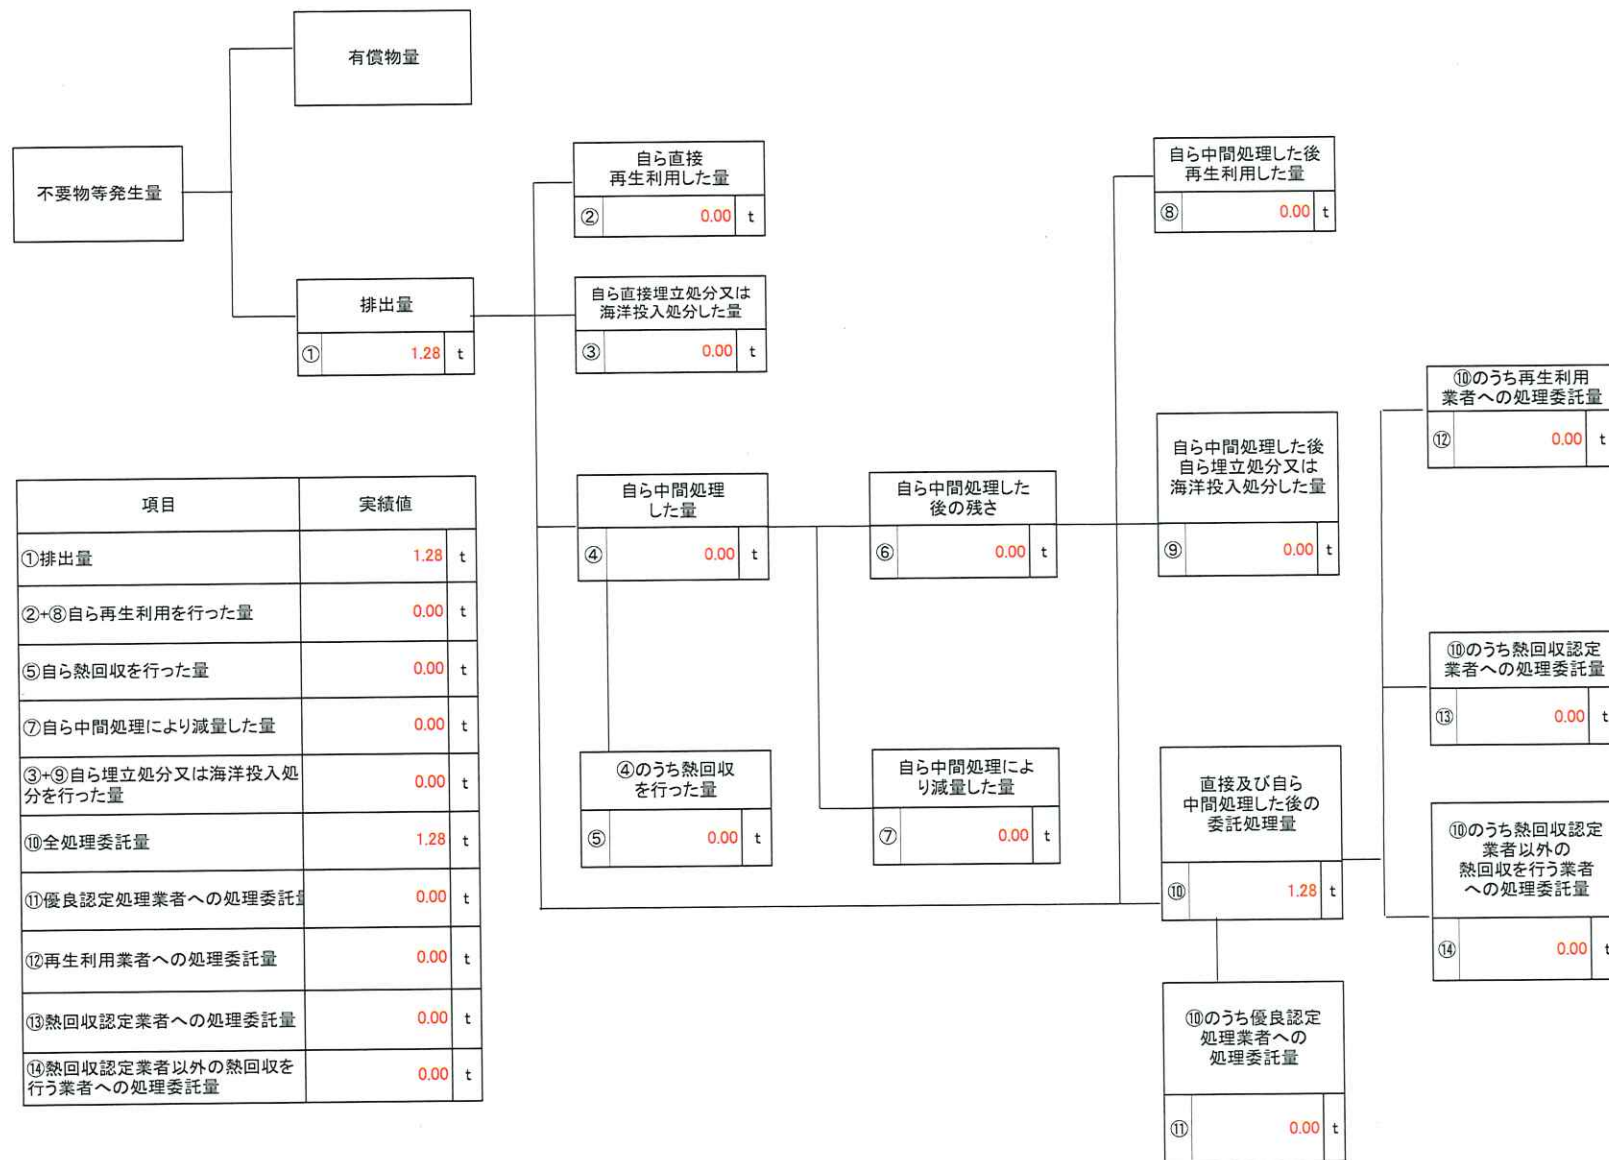 有償物量
不要物等発生量
排出量
① 1.28 t
自ら直接
再生利用した量
② 0.00 t
自ら直接埋立処分又は
海洋投入処分した量
③ 0.00 t
自ら中間処理
した量
④ 0.00 t
④のうち熱回収
を行った量
⑤ 0.00 t
自ら中間処理した
後の残さ
⑥ 0.00 t
自ら中間処理によ
り減量した量
⑦ 0.00 t
自ら中間処理した後
再生利用した量
⑧ 0.00 t
自ら中間処理した後
自ら埋立処分又は
海洋投入処分した量
⑨ 0.00 t
直接及び自ら
中間処理した後の
委託処理量
⑩ 1.28 t
⑩のうち優良認定
処理業者への
処理委託量
⑪ 0.00 t
⑩のうち再生利用
業者への処理委託量
⑫ 0.00 t
⑩のうち熱回収認定
業者への処理委託量
⑬ 0.00 t
⑩のうち熱回収認定
業者以外の
熱回収を行う業者
への処理委託量
⑭ 0.00 t
項目 実績値
①排出量 1.28 t
②+⑧自ら再生利用を行った量 0.00 t
⑤自ら熱回収を行った量 0.00 t
⑦自ら中間処理により減量した量 0.00 t
③+⑨自ら埋立処分又は海洋投入処
分を行った量 0.00 t
⑩全処理委託量 1.28 t
⑪優良認定処理業者への処理委託量 0.00 t
⑫再生利用業者への処理委託量 0.00 t
⑬熱回収認定業者への処理委託量 0.00 t
⑭熱回収認定業者以外の熱回収を
行う業者への処理委託量 0.00 t